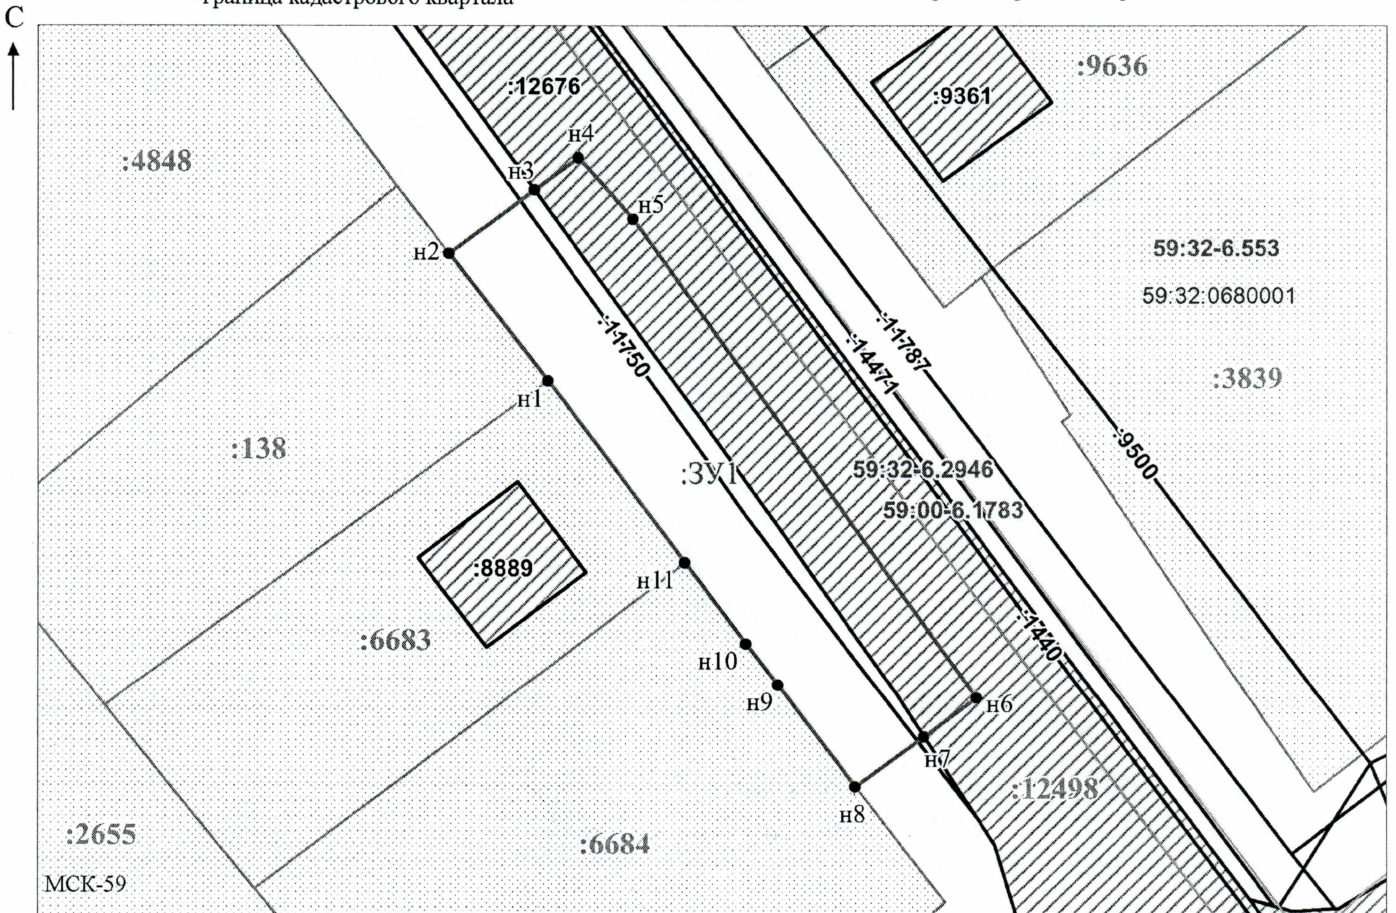 граница кадастрового квартала
С
:12676
:9361
:9636
:4848
н4
н3
н5
н2
59:32-6.553
59:32:0680001
:11750
:11787
:14471
:3839
н1
:138
:9500
:ЗУ1
59:32-6.2946
59:00-6.1783
:8889
н11
:6683
:1440
н10
н9
н6
н7
:12498
н8
:2655
:6684
МСК-59